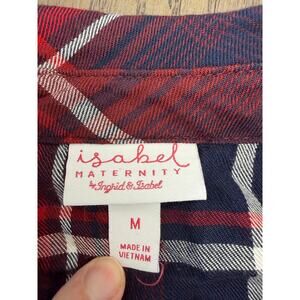 isabel
MATERNITY
by Ingrid & Isabel
M
MADE IN
VIETNAM